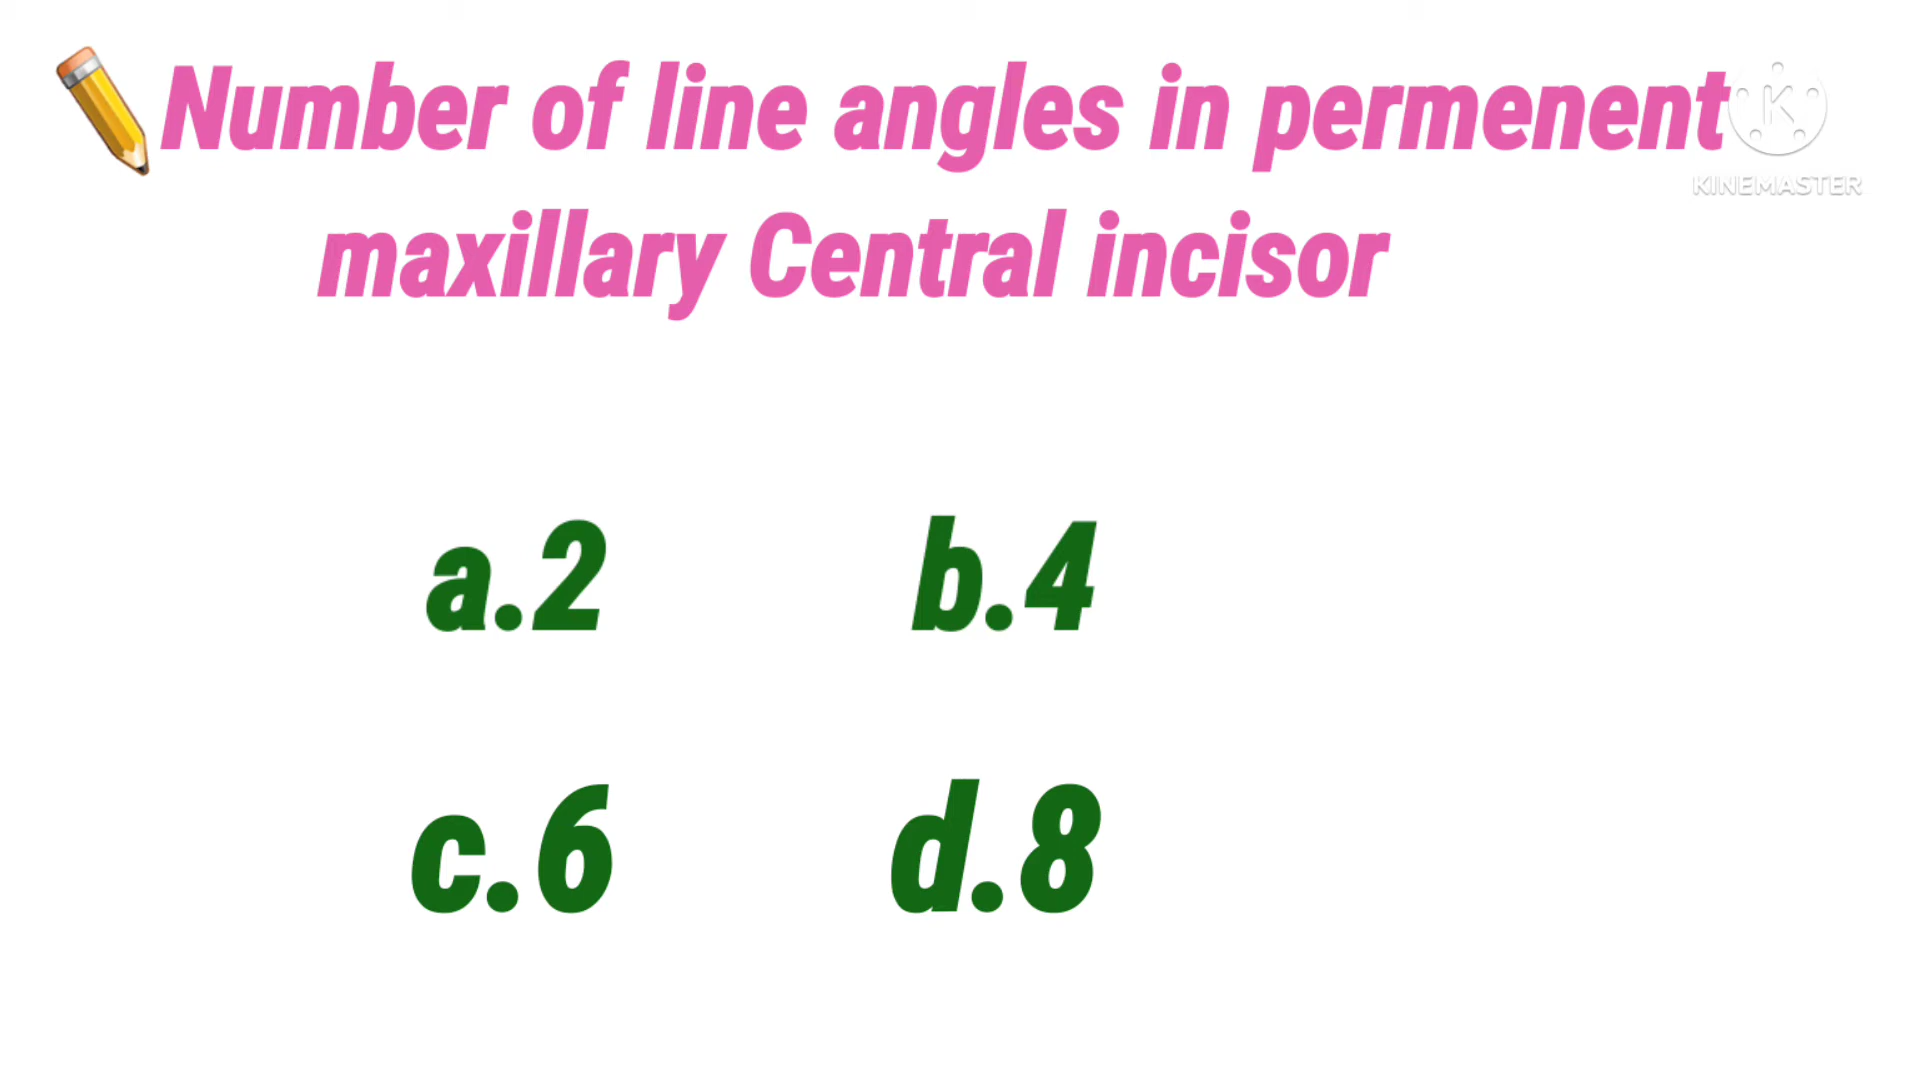 Number of line angles in permenent
KINEMASTER
maxillary Central incisor
a.2 b.4
c.6 d.8